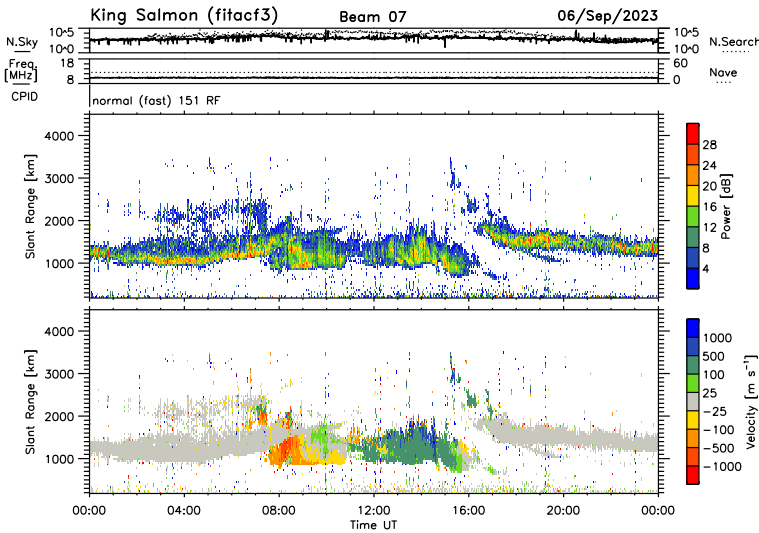 King Salmon (fitacf3) Beam 07 06/Sep/2023
N.Sky 10^5 10^0 10^5 10^0 N.Search
Freq. [MHz] 18 8 60 0 Nave
CPID normal (fast) 151 RF
Slant Range [km] 4000 3000 2000 1000
Power [dB] 28 24 20 16 12 8 4
Slant Range [km] 4000 3000 2000 1000
Velocity [m s⁻¹] 1000 500 100 25 -25 -100 -500 -1000
00:00 04:00 08:00 12:00 16:00 20:00 00:00
Time UT